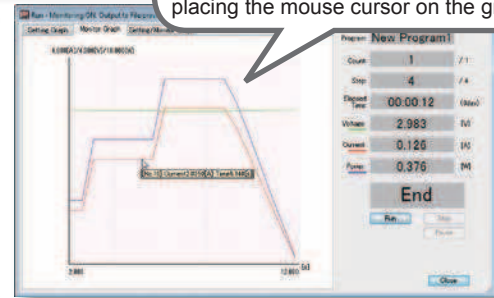 placing the mouse cursor on the g
Run - Monitoring ON. Output to File
Setting Graph Monitor Graph Setting/Monitor
Program New Program1
Count 1 / 1
Step 4 / 4
Elapsed Time 00:00:12
Voltage 2.983 [V]
Current 0.126 [A]
Power 0.376 [W]
End
Run Stop
Pause
12.000 [s]
Close